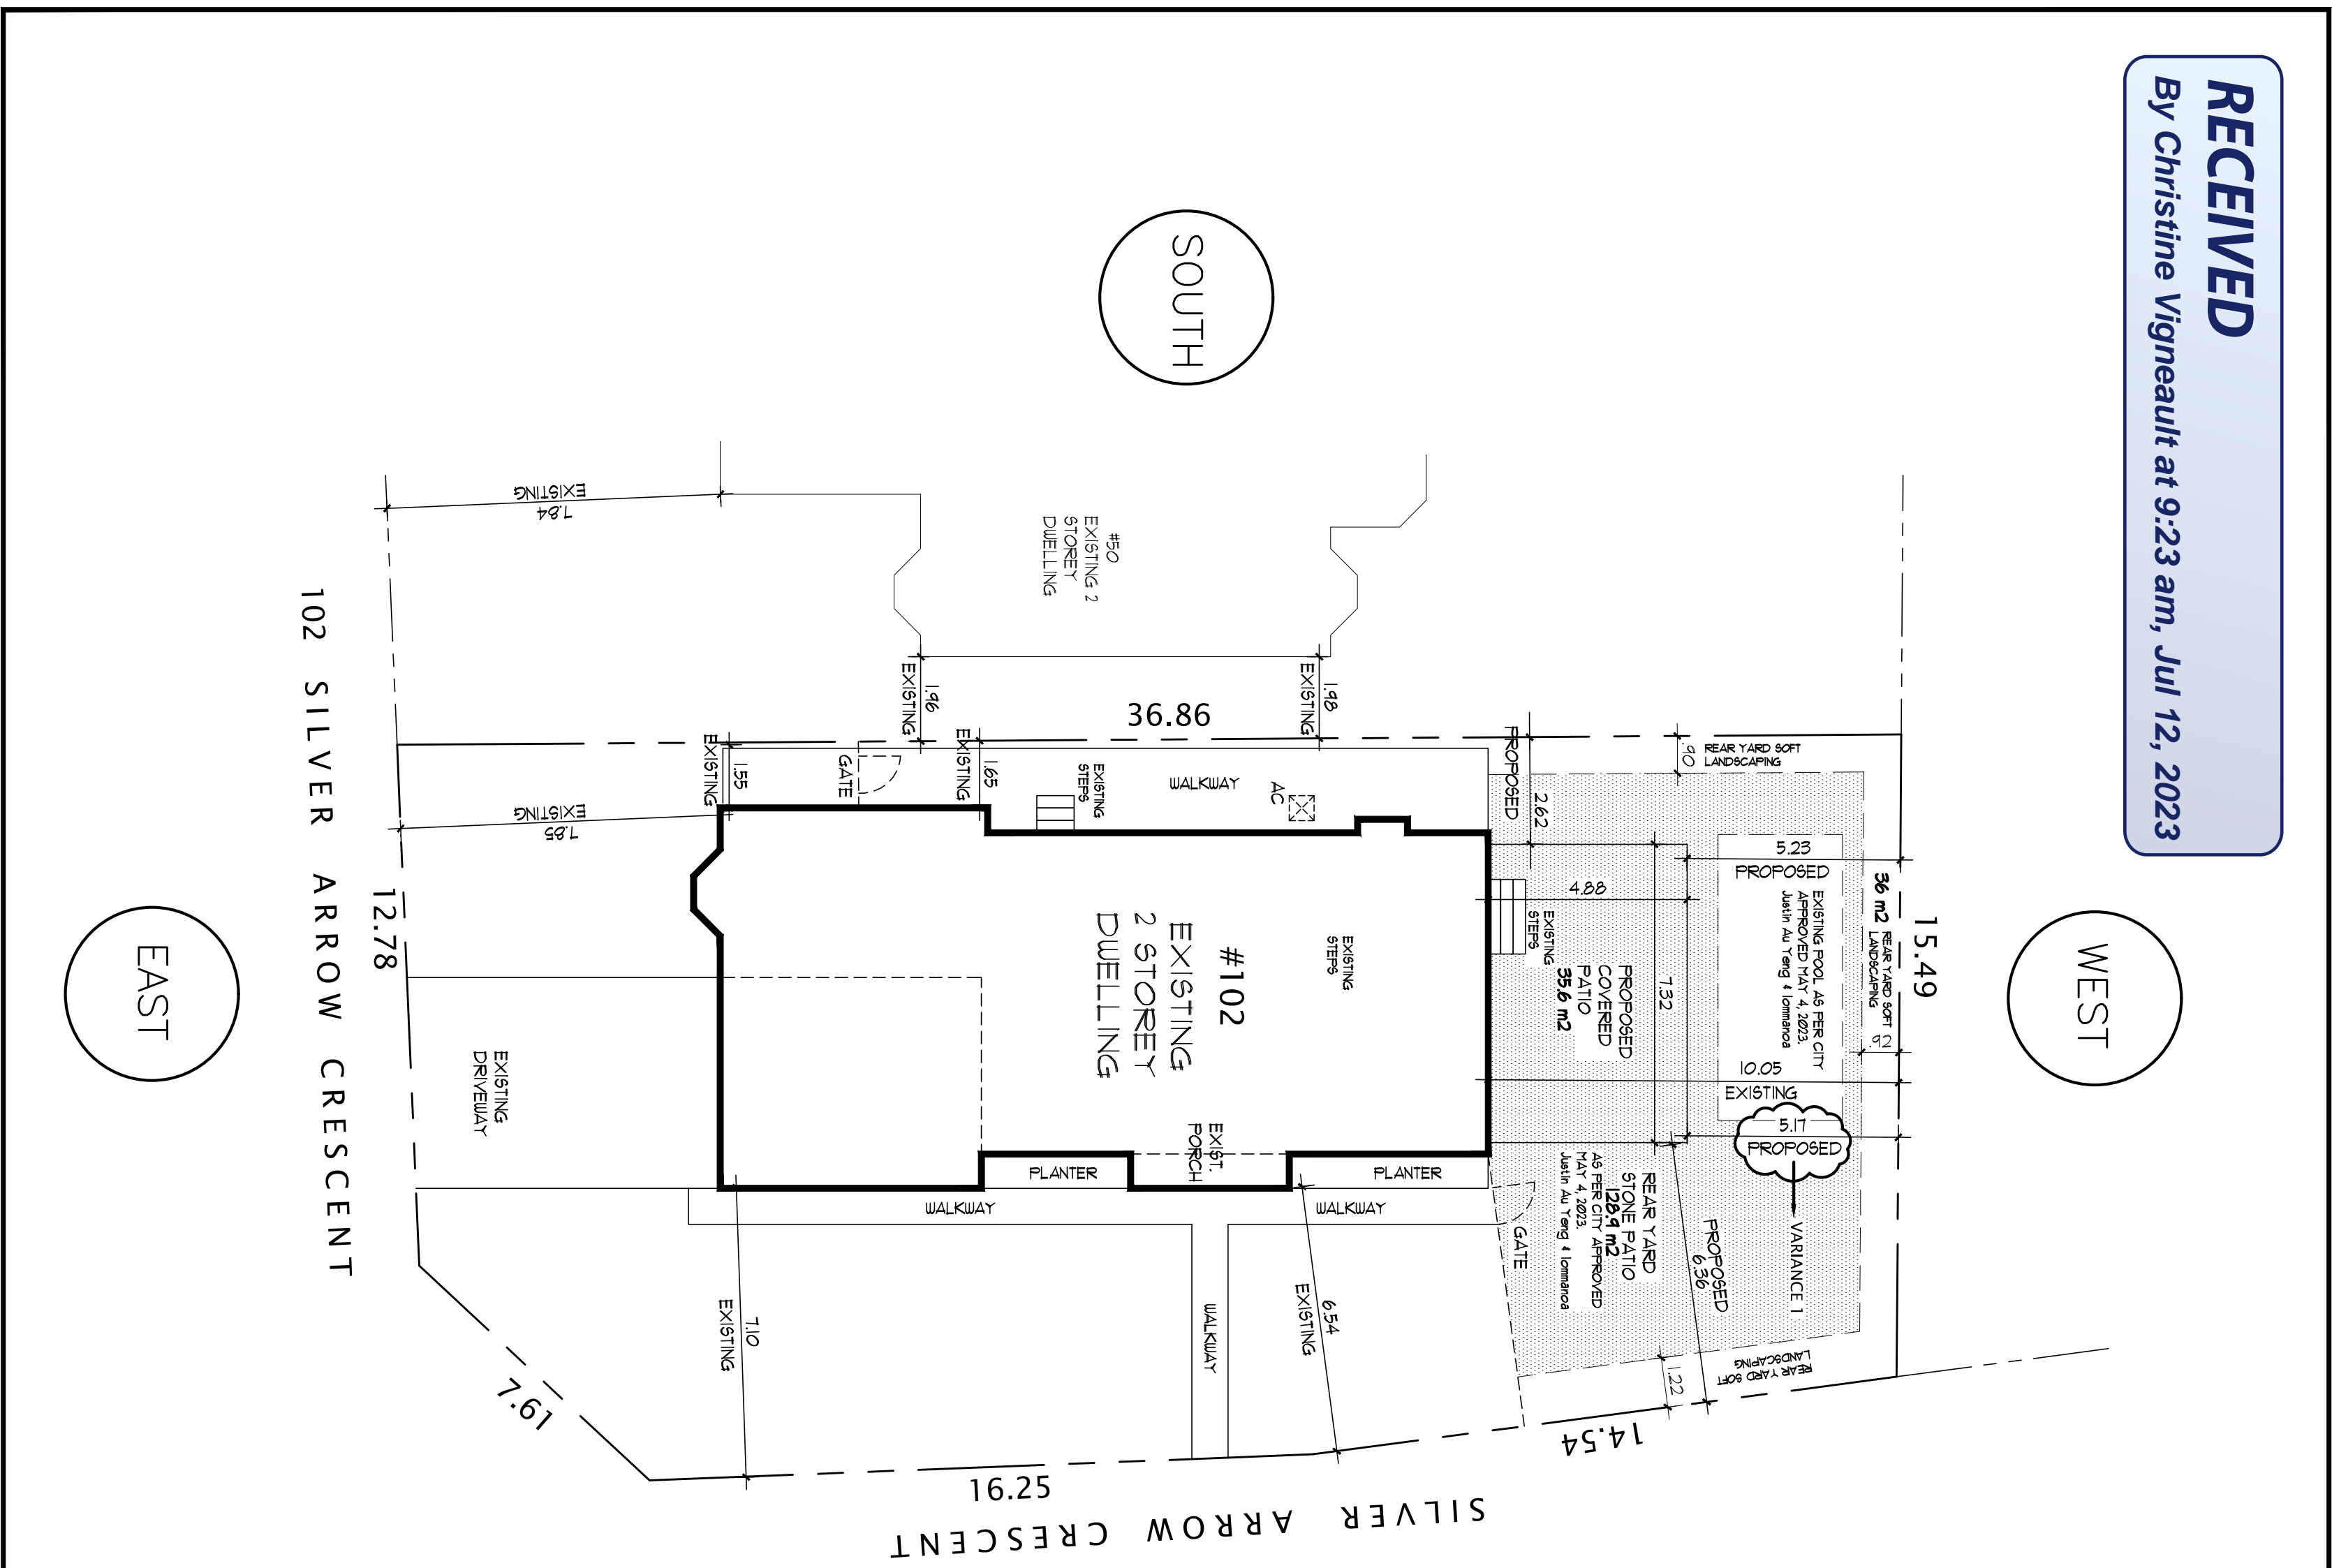 RECEIVED
By Christine Vigneault at 9:23 am, Jul 12, 2023
SOUTH
WEST
EAST
EXISTING
7.84
#50
EXISTING 2
STOREY
DWELLING
1.96
EXISTING
1.98
EXISTING
36.86
EXISTING
1.55
GATE
EXISTING
1.65
EXISTING
STEPS
WALKWAY
AC
PROPOSED
2.62
.90
REAR YARD SOFT
LANDSCAPING
EXISTING
7.85
102 SILVER ARROW CRESCENT
12.78
5.23
PROPOSED
EXISTING POOL AS PER CITY
APPROVED MAY 4, 2023.
Justin Au Yeng & Iommanoa
36 m2 REAR YARD SOFT
LANDSCAPING
15.49
.92
4.88
EXISTING
STEPS
EXISTING
STEPS
#102
EXISTING
2 STOREY
DWELLING
PROPOSED
COVERED
PATIO
35.6 m2
7.32
10.05
EXISTING
5.17
PROPOSED
VARIANCE 1
EXISTING
DRIVEWAY
EXIST.
PORCH
PLANTER
PLANTER
WALKWAY
WALKWAY
WALKWAY
GATE
REAR YARD
STONE PATIO
128.9 m2
AS PER CITY APPROVED
MAY 4, 2023.
Justin Au Yeng & Iommanoa
PROPOSED
6.36
REAR YARD SOFT
LANDSCAPING
1.22
7.10
EXISTING
6.54
EXISTING
7.61
16.25
14.54
SILVER ARROW CRESCENT